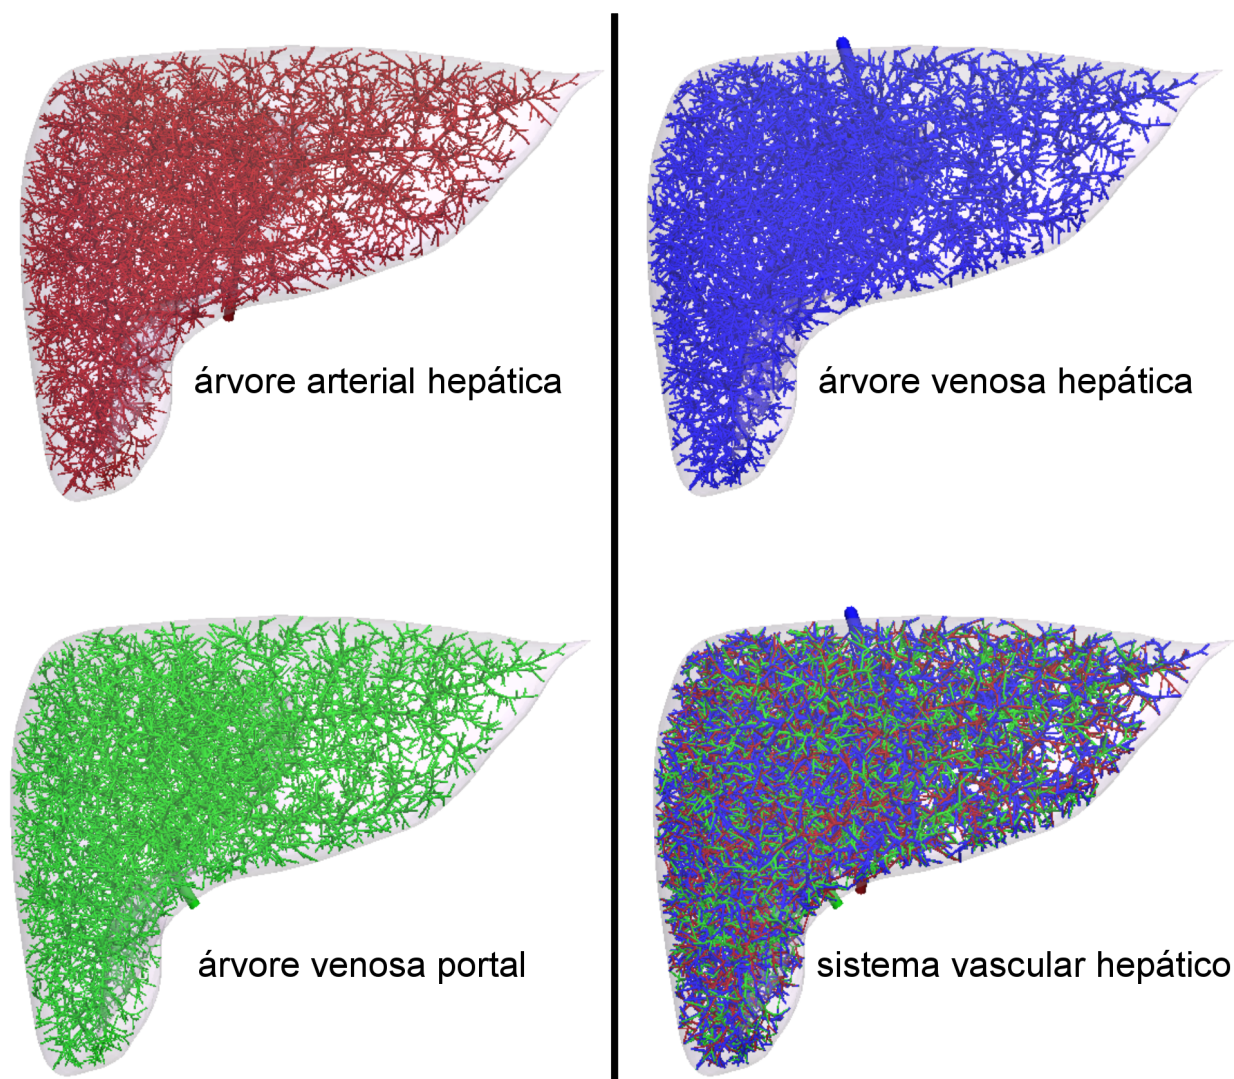 árvore arterial hepática
árvore venosa hepática
árvore venosa portal
sistema vascular hepático